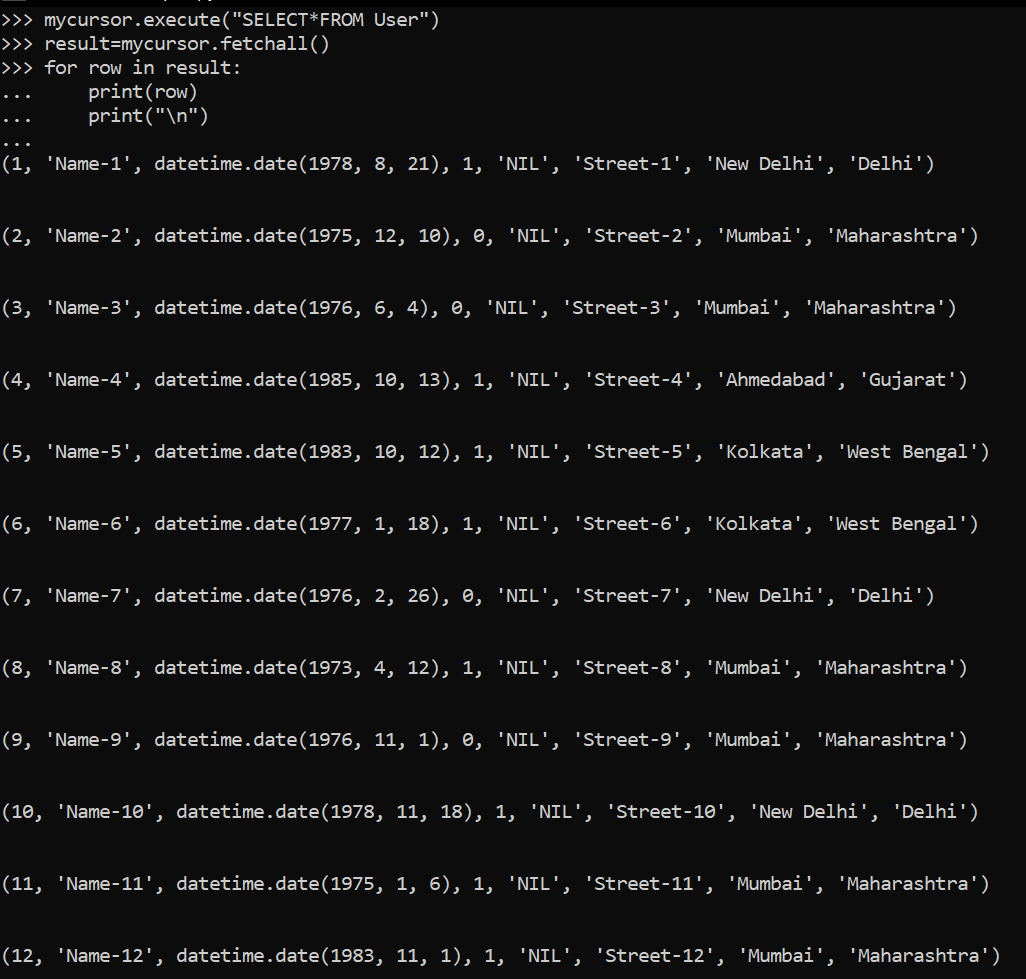 >>> mycursor.execute("SELECT*FROM User")
>>> result=mycursor.fetchall()
>>> for row in result:
...     print(row)
...     print("\n")
...
(1, 'Name-1', datetime.date(1978, 8, 21), 1, 'NIL', 'Street-1', 'New Delhi', 'Delhi')
(2, 'Name-2', datetime.date(1975, 12, 10), 0, 'NIL', 'Street-2', 'Mumbai', 'Maharashtra')
(3, 'Name-3', datetime.date(1976, 6, 4), 0, 'NIL', 'Street-3', 'Mumbai', 'Maharashtra')
(4, 'Name-4', datetime.date(1985, 10, 13), 1, 'NIL', 'Street-4', 'Ahmedabad', 'Gujarat')
(5, 'Name-5', datetime.date(1983, 10, 12), 1, 'NIL', 'Street-5', 'Kolkata', 'West Bengal')
(6, 'Name-6', datetime.date(1977, 1, 18), 1, 'NIL', 'Street-6', 'Kolkata', 'West Bengal')
(7, 'Name-7', datetime.date(1976, 2, 26), 0, 'NIL', 'Street-7', 'New Delhi', 'Delhi')
(8, 'Name-8', datetime.date(1973, 4, 12), 1, 'NIL', 'Street-8', 'Mumbai', 'Maharashtra')
(9, 'Name-9', datetime.date(1976, 11, 1), 0, 'NIL', 'Street-9', 'Mumbai', 'Maharashtra')
(10, 'Name-10', datetime.date(1978, 11, 18), 1, 'NIL', 'Street-10', 'New Delhi', 'Delhi')
(11, 'Name-11', datetime.date(1975, 1, 6), 1, 'NIL', 'Street-11', 'Mumbai', 'Maharashtra')
(12, 'Name-12', datetime.date(1983, 11, 1), 1, 'NIL', 'Street-12', 'Mumbai', 'Maharashtra')